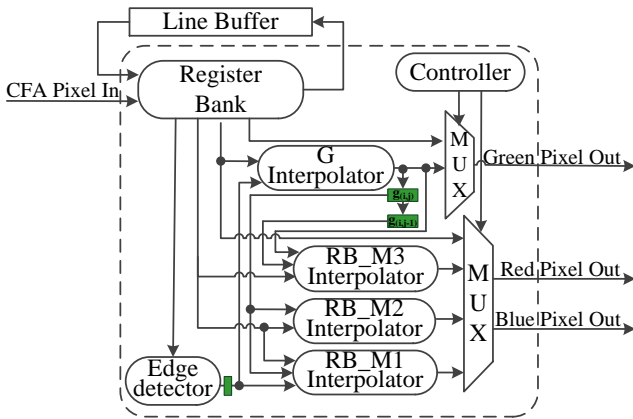 Line Buffer
Register
Bank
Controller
CFA Pixel In
M
U
X
G
Interpolator
Green Pixel Out
g(i,j)
g(i,j-1)
RB_M3
Interpolator
M
U
X
Red Pixel Out
RB_M2
Interpolator
Blue Pixel Out
RB_M1
Interpolator
Edge
detector